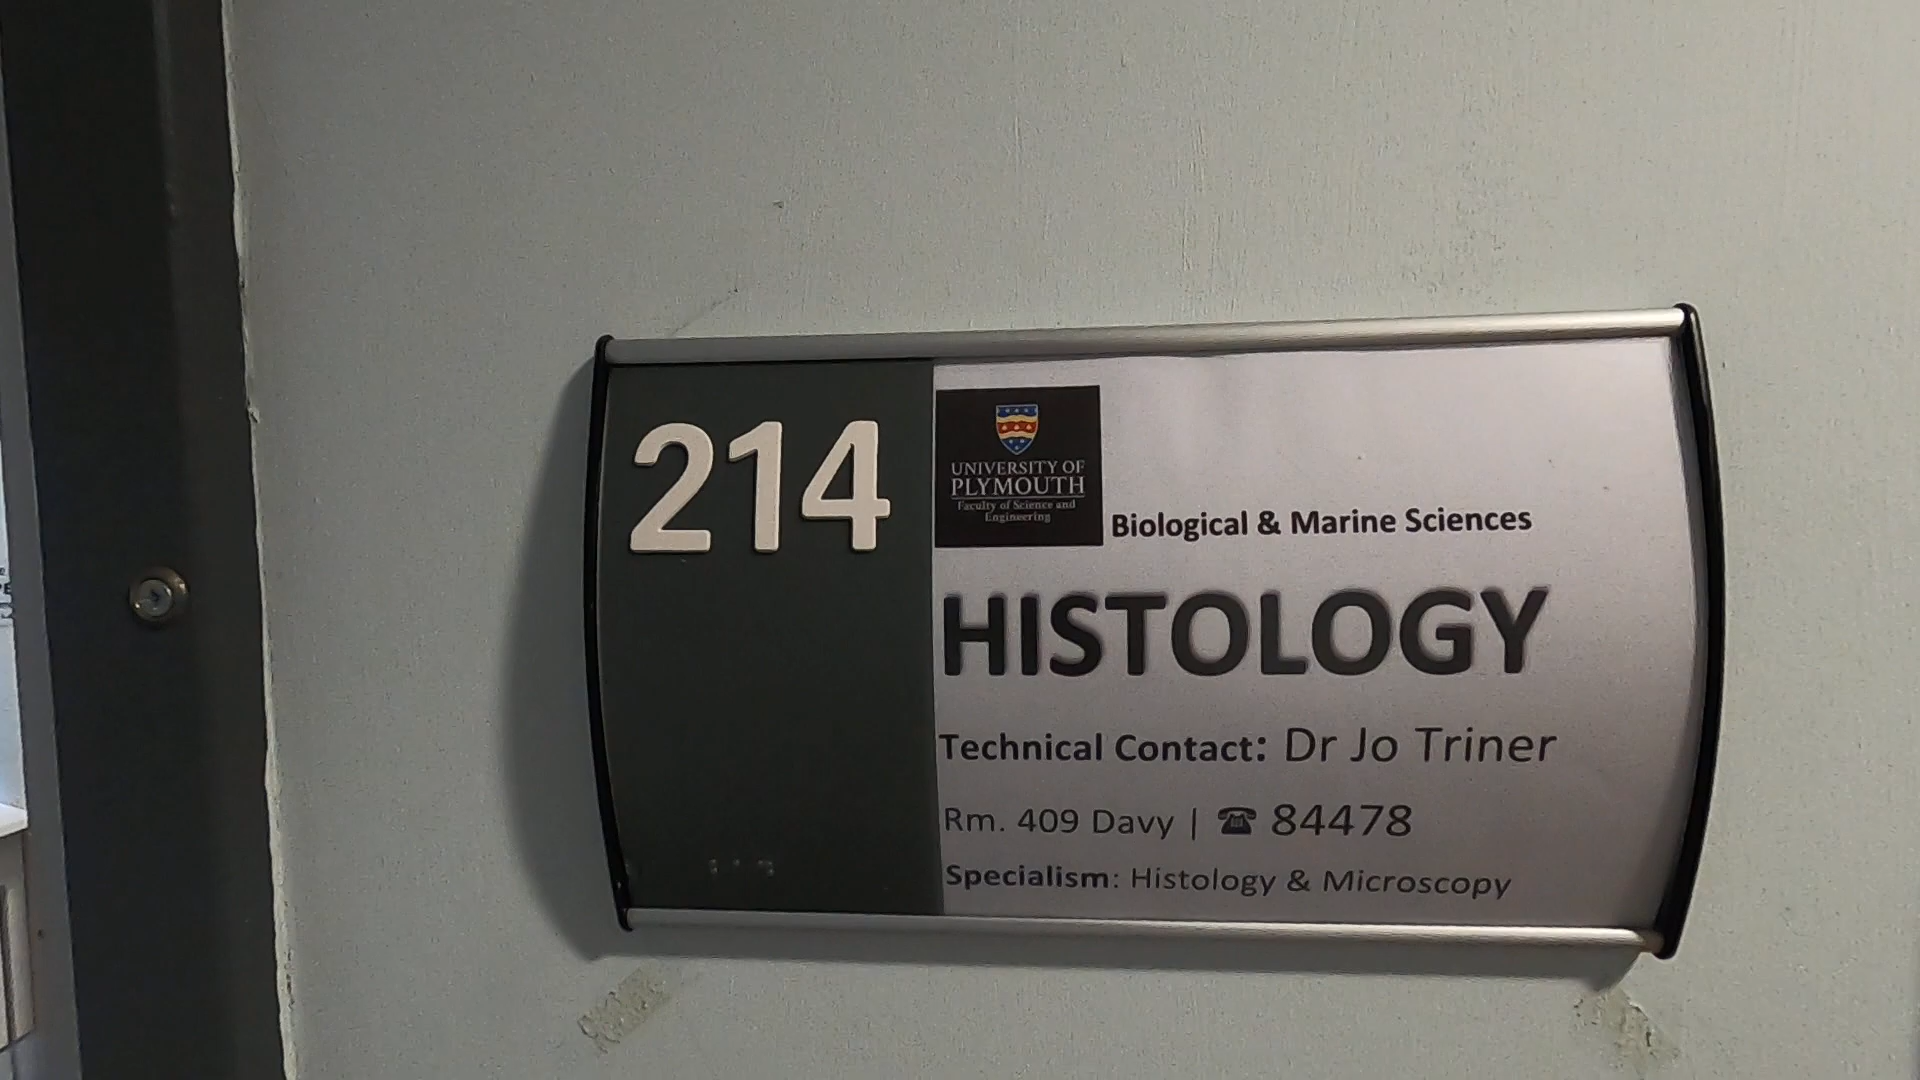 214
UNIVERSITY OF
PLYMOUTH
Faculty of Science and
Engineering
Biological & Marine Sciences
HISTOLOGY
Technical Contact: Dr Jo Triner
Rm. 409 Davy | ☎ 84478
Specialism: Histology & Microscopy